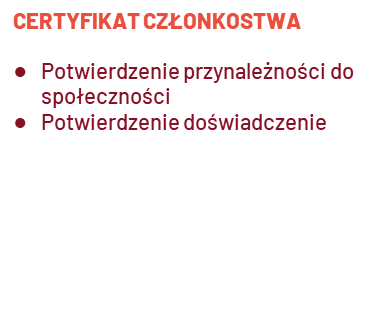 CERTYFIKAT CZŁONKOSTWA
● Potwierdzenie przynależności do
społeczności
● Potwierdzenie doświadczenie